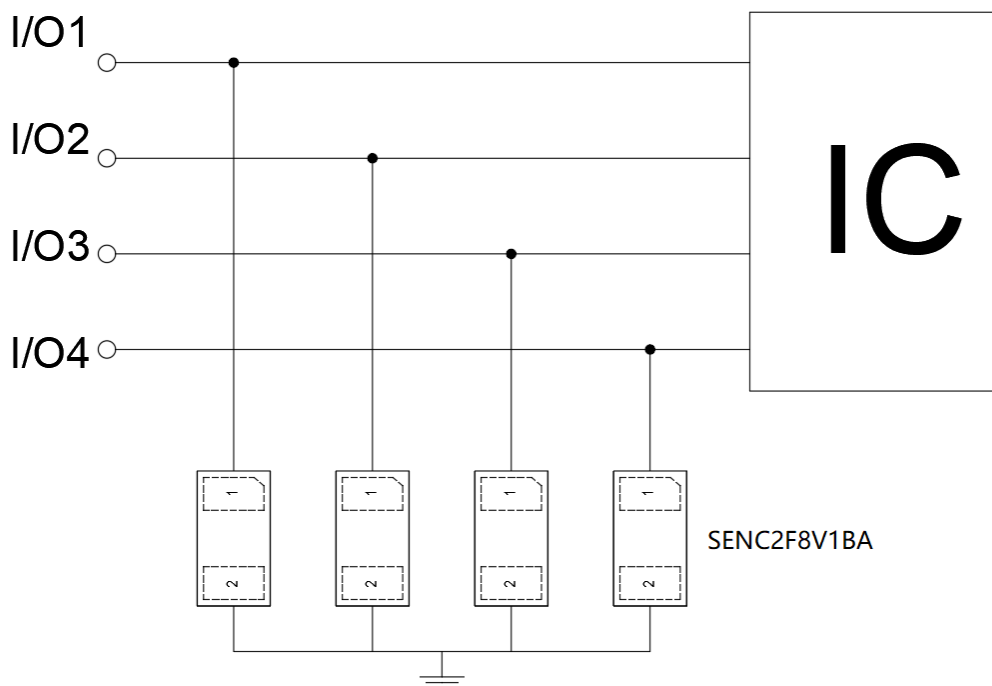 I/O1
I/O2
I/O3
I/O4
IC
1 1 1 1
SENC2F8V1BA
2 2 2 2